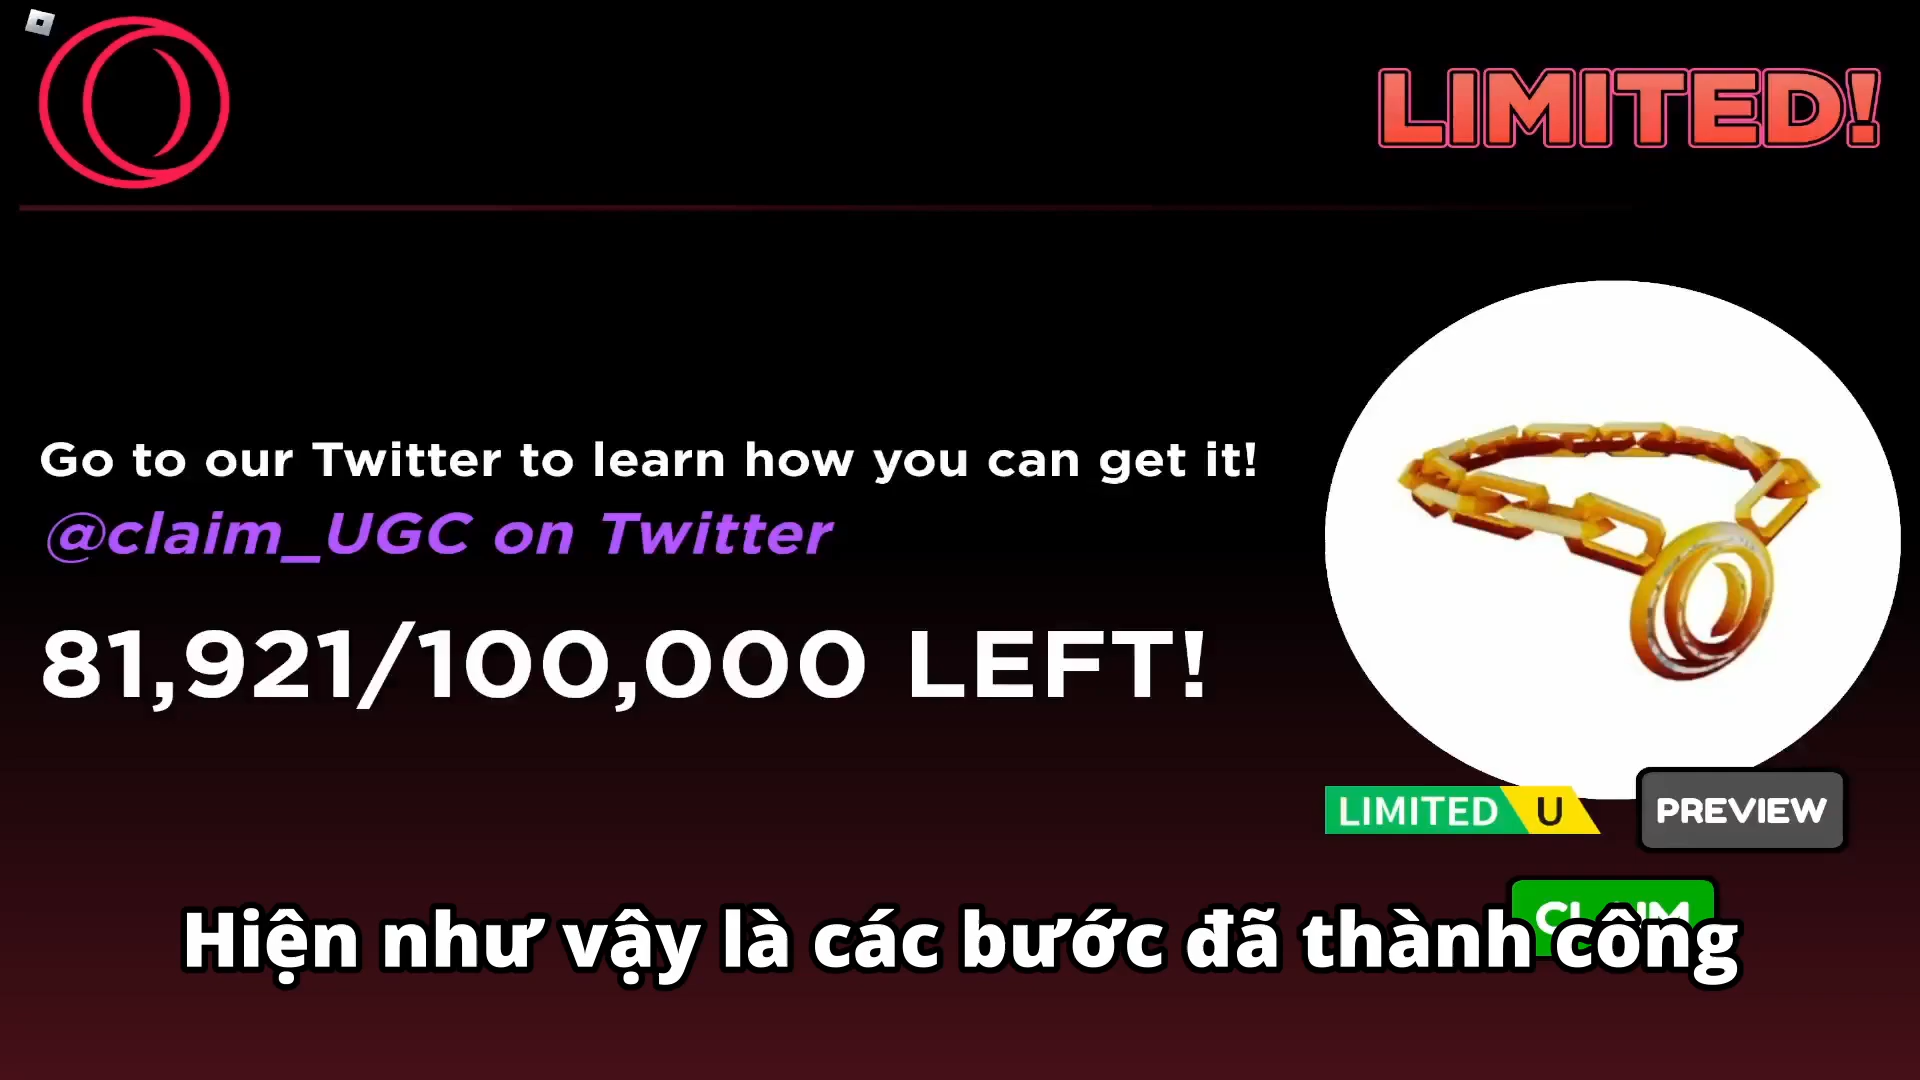 LIMITED!
Go to our Twitter to learn how you can get it!
@claim_UGC on Twitter
81,921/100,000 LEFT!
LIMITED U
PREVIEW
CLAIM
Hiện như vậy là các bước đã thành công